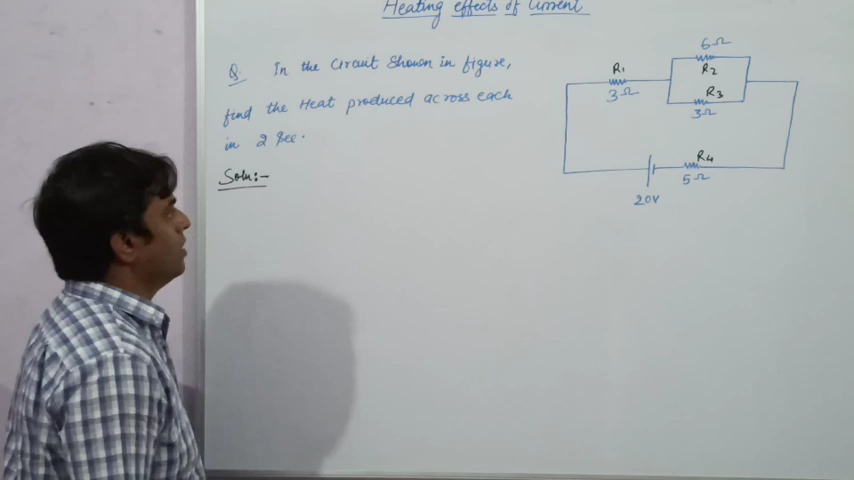 Heating effects of Current
Q. In the Circuit Shown in figure,
find the Heat produced across each
in 2 Sec.
Soln:-
6Ω
R1
R2
3Ω
R3
3Ω
R4
5Ω
20V